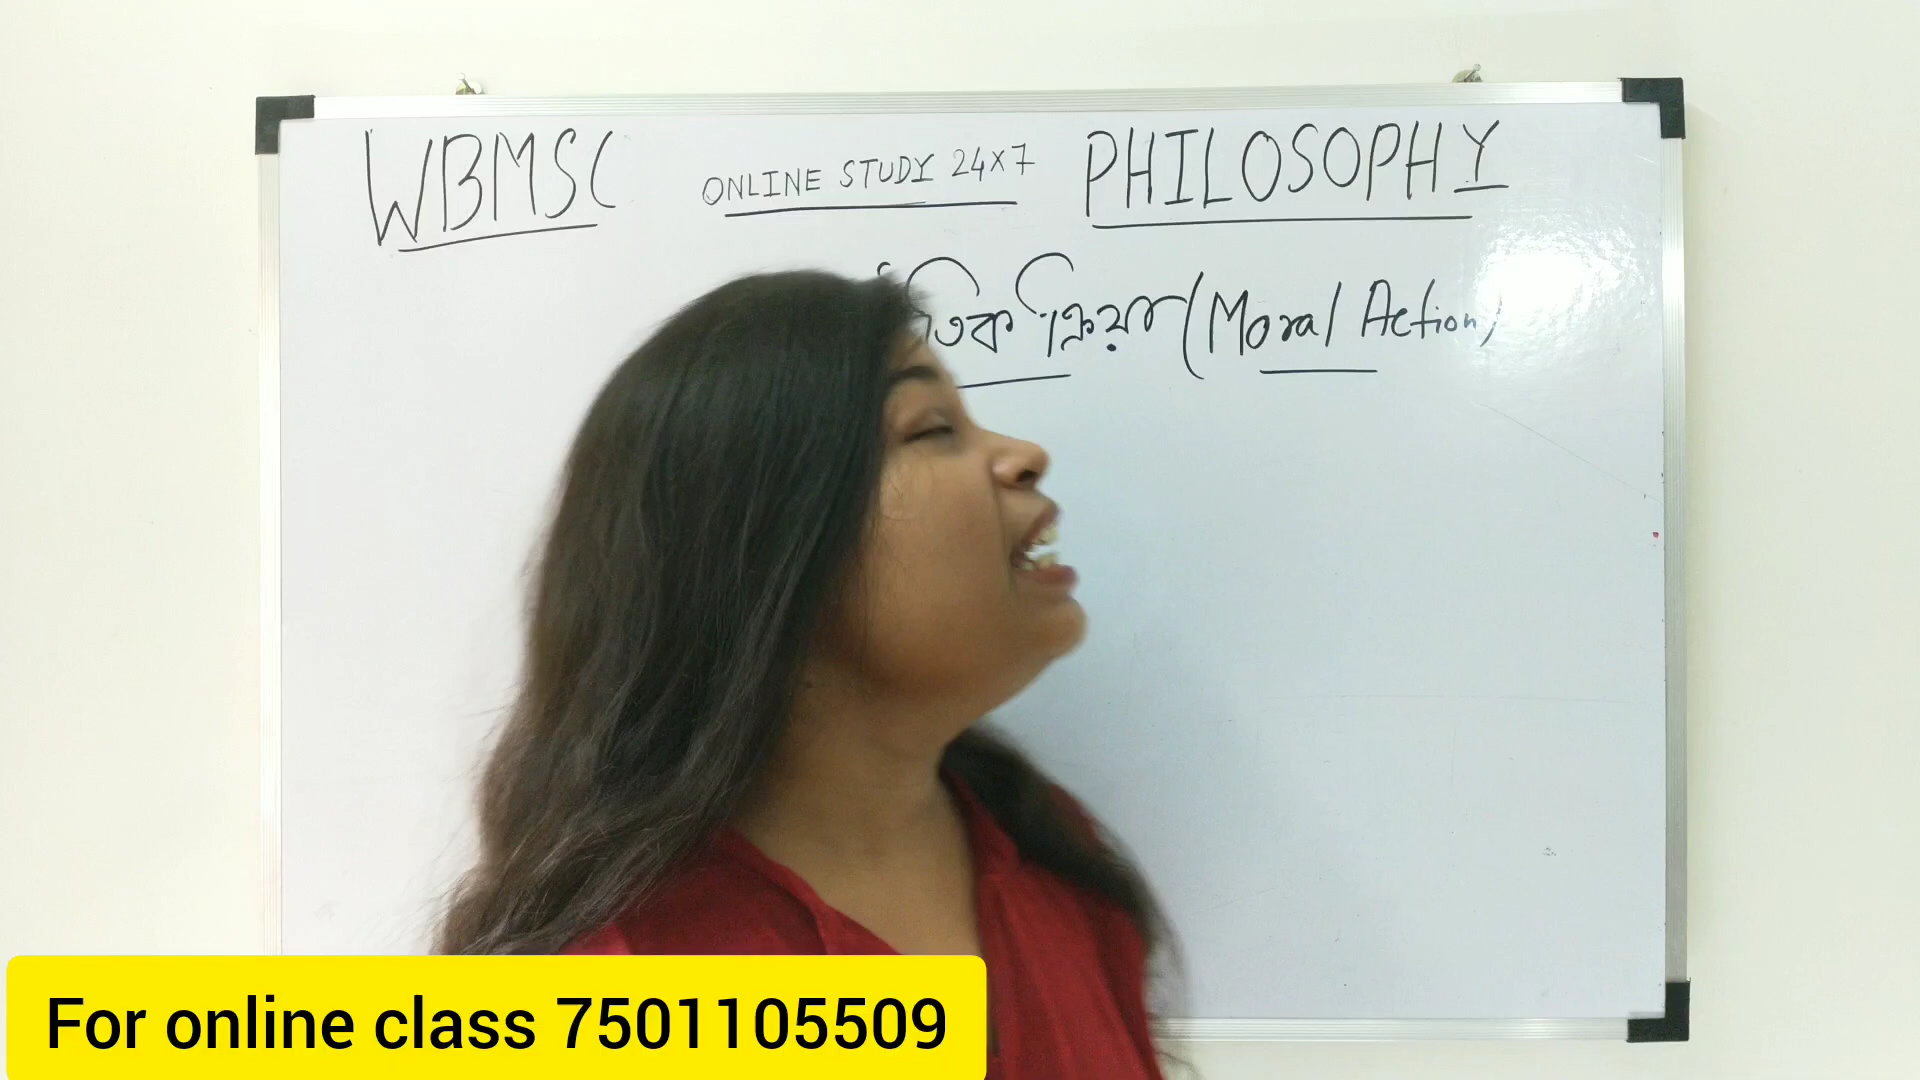 WBMSC ONLINE STUDY 24x7 PHILOSOPHY
ক্রিয়া (Moral Action)
For online class 7501105509